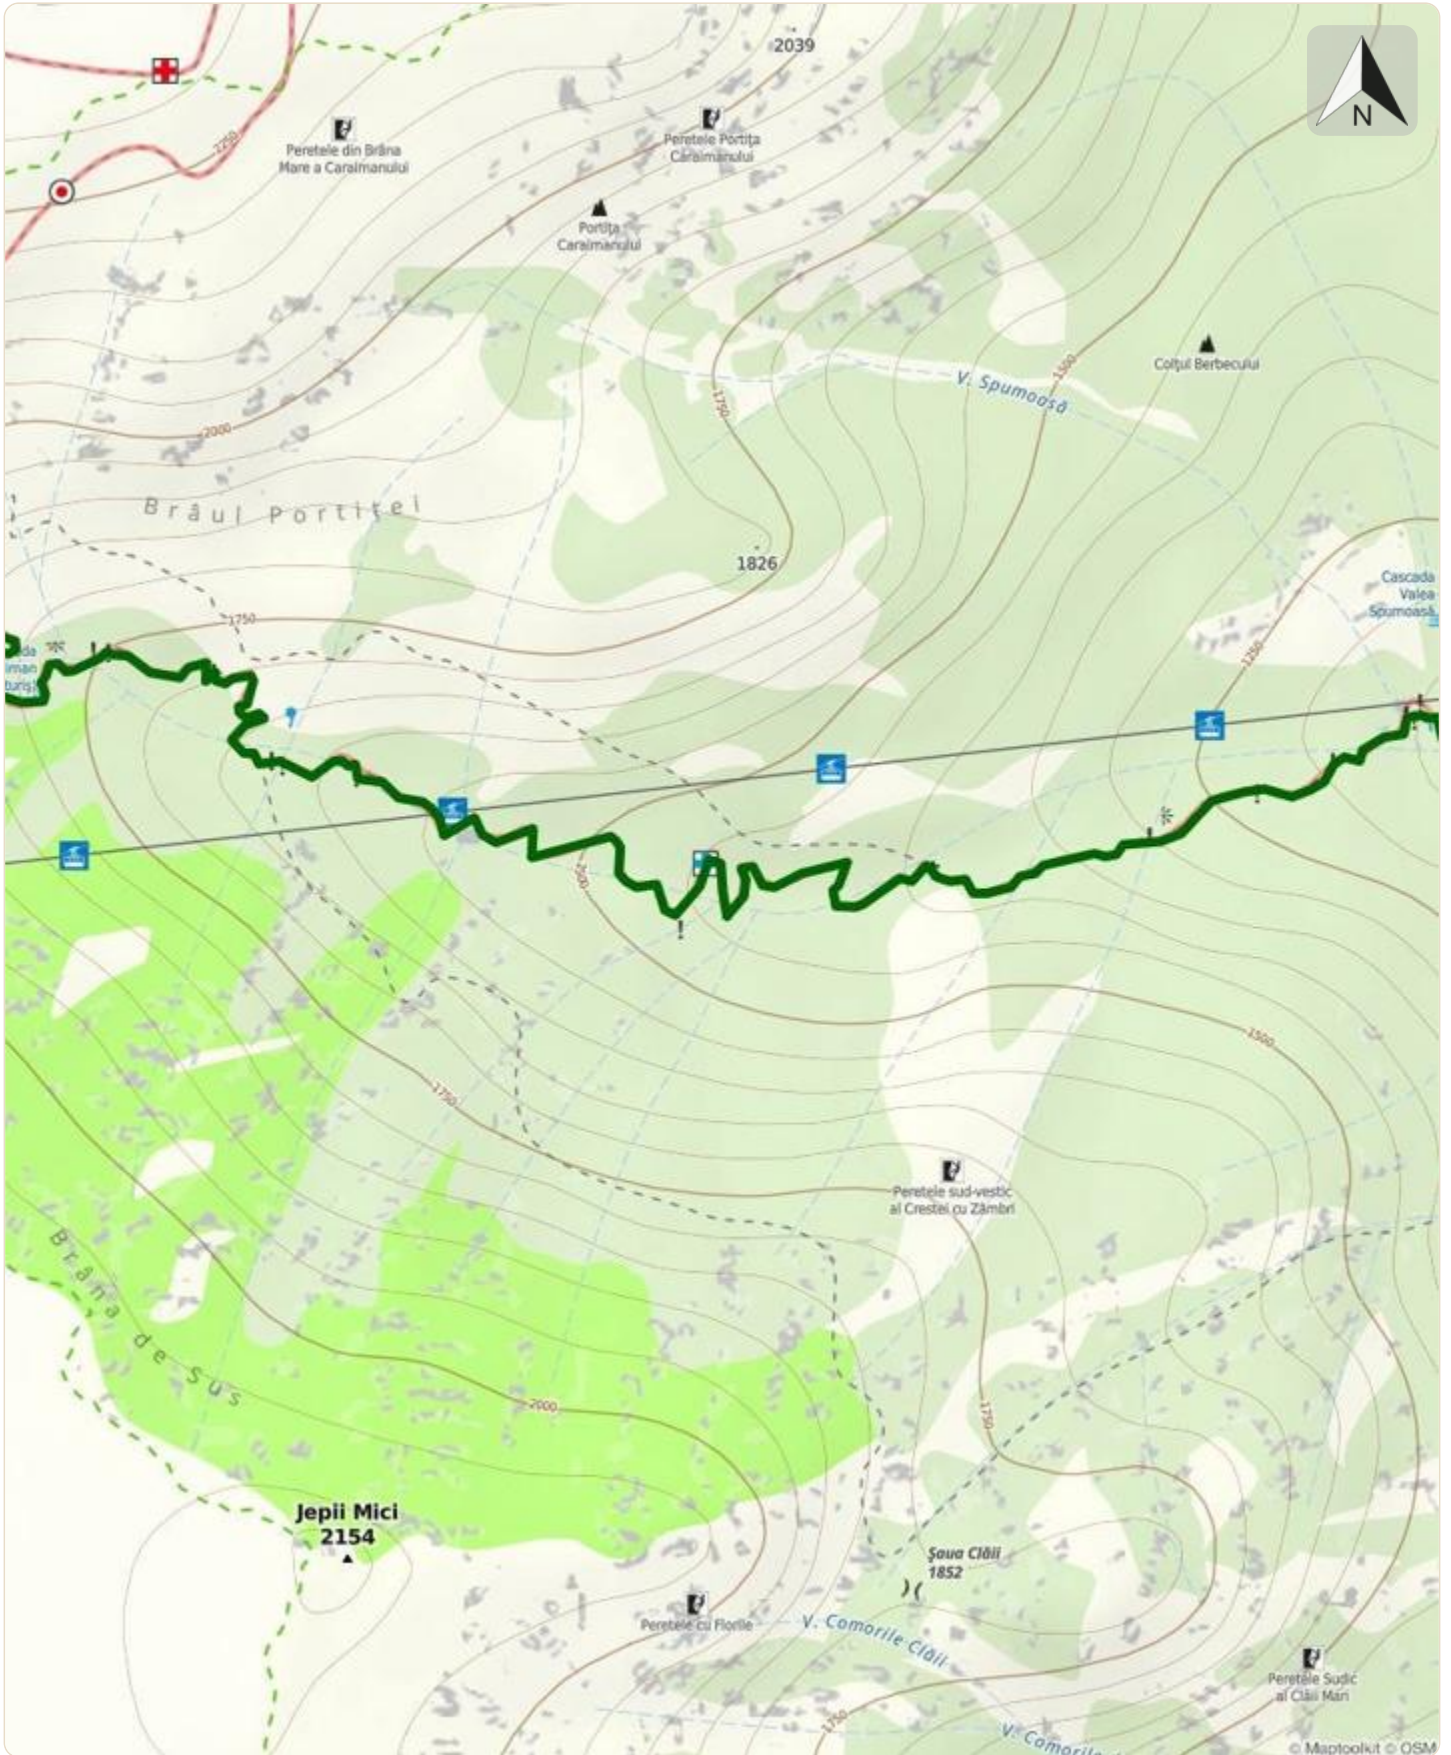 2039
N
2250
Peretele din Brâna
Mare a Caraimanului
Peretele Portița
Caraimanului
Portița
Caraimanului
Colțul Berbecului
1500
V. Spumoasă
1750
2000
Brâul Portiței
1826
Cascada
Valea
Spumoasă
1750
1250
1500
1500
1750
Peretele sud-vestic
al Crestei cu Zâmbri
Brâna de Sus
2000
1750
Jepii Mici
2154
Șaua Clăii
1852
Peretele cu Florile
V. Comorile Clăii
Peretele Sudic
al Clăii Mari
1750
© Maptoolkit © OSM